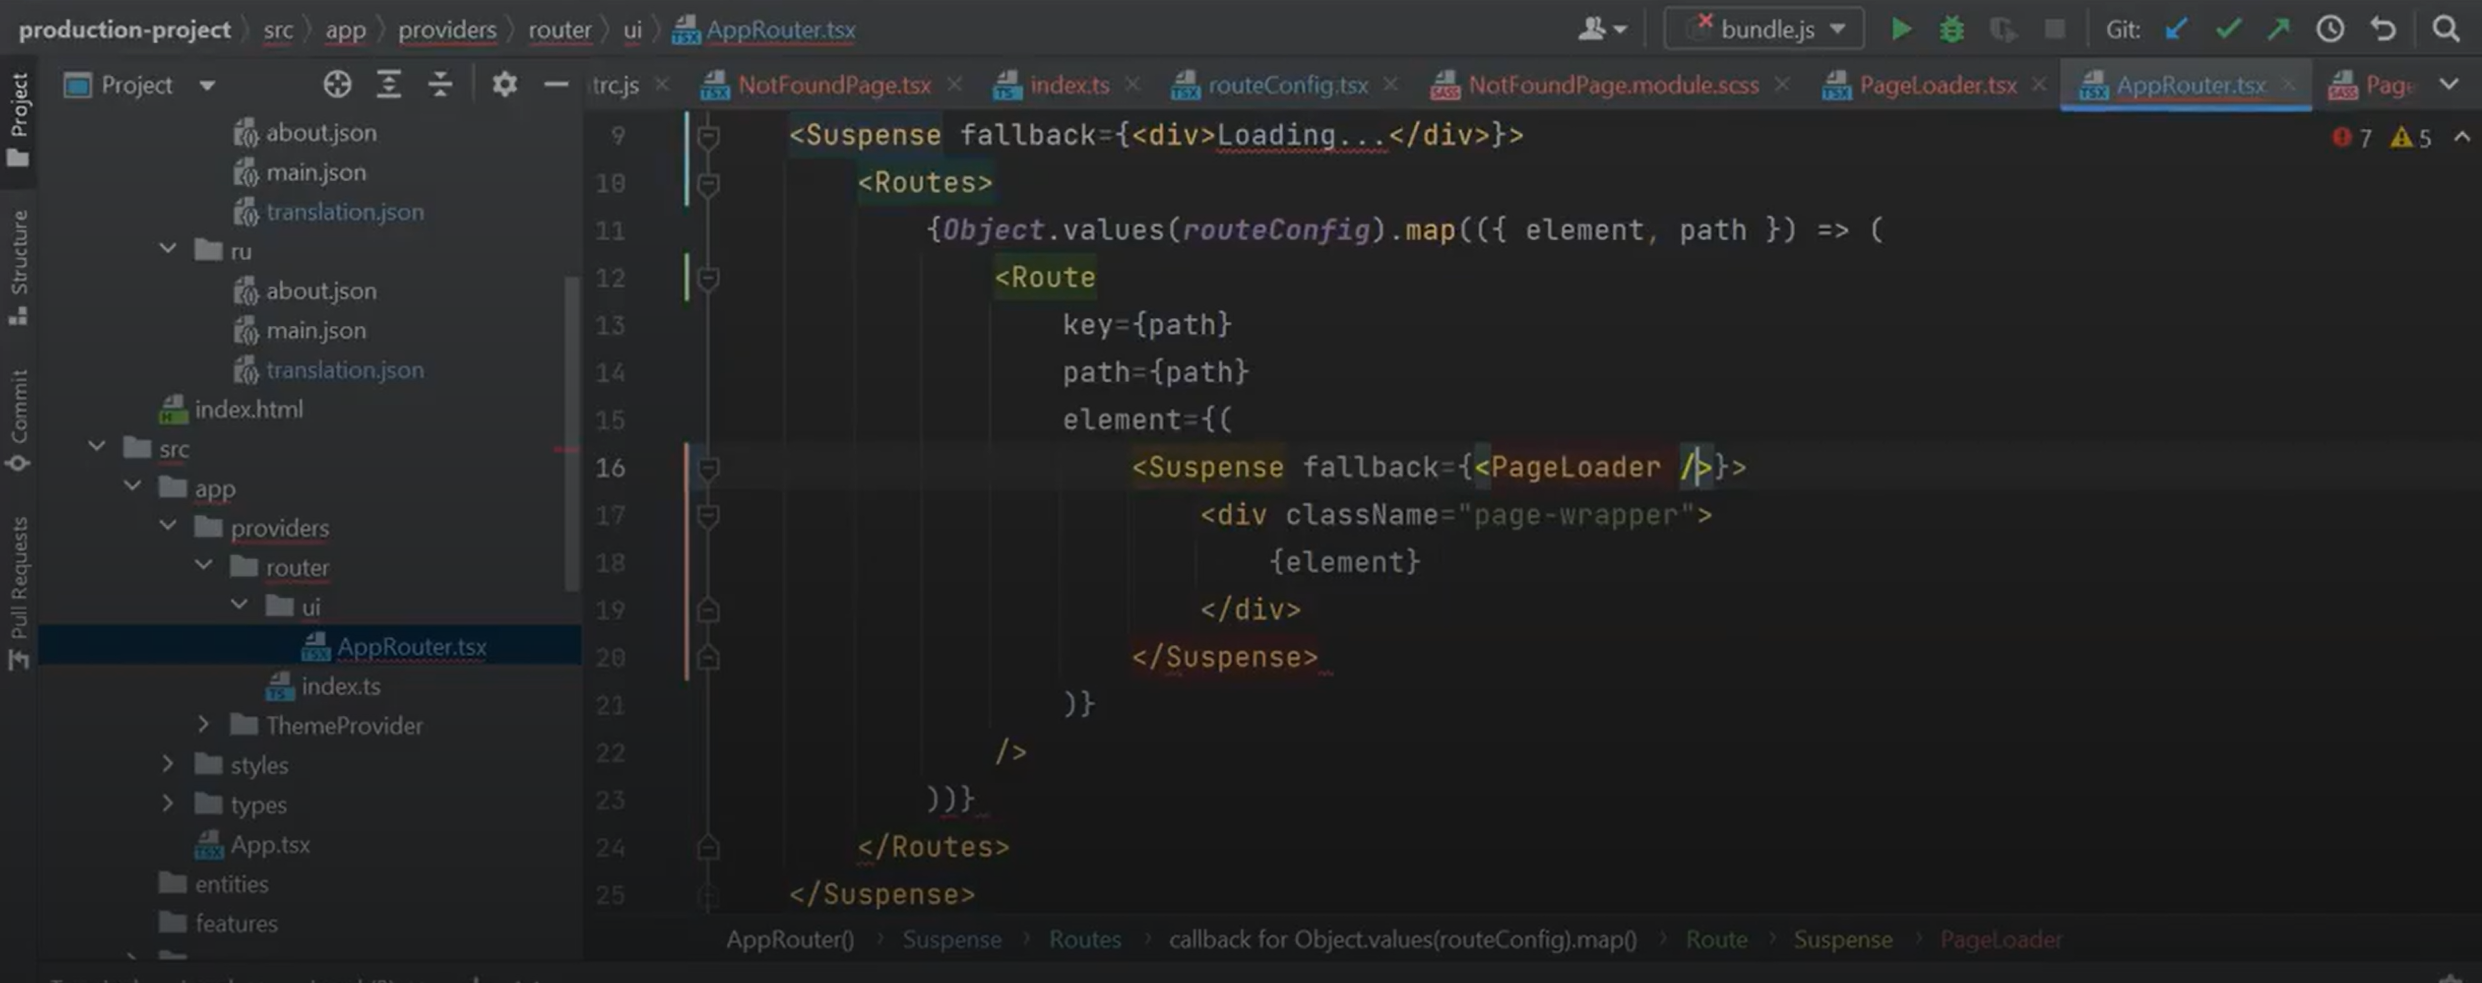 production-project src app providers router ui AppRouter.tsx
bundle.js Git:
Project
trc.js NotFoundPage.tsx index.ts routeConfig.tsx NotFoundPage.module.scss PageLoader.tsx AppRouter.tsx Page
7 5
Project
Structure
Commit
Pull Requests
about.json
main.json
translation.json
ru
about.json
main.json
translation.json
index.html
src
app
providers
router
ui
AppRouter.tsx
index.ts
ThemeProvider
styles
types
App.tsx
entities
features
9 <Suspense fallback={<div>Loading...</div>}>
10 <Routes>
11 {Object.values(routeConfig).map(({ element, path }) => (
12 <Route
13 key={path}
14 path={path}
15 element={(
16 <Suspense fallback={<PageLoader />}>
17 <div className="page-wrapper">
18 {element}
19 </div>
20 </Suspense>
21 )}
22 />
23 ))}
24 </Routes>
25 </Suspense>
AppRouter() Suspense Routes callback for Object.values(routeConfig).map() Route Suspense PageLoader